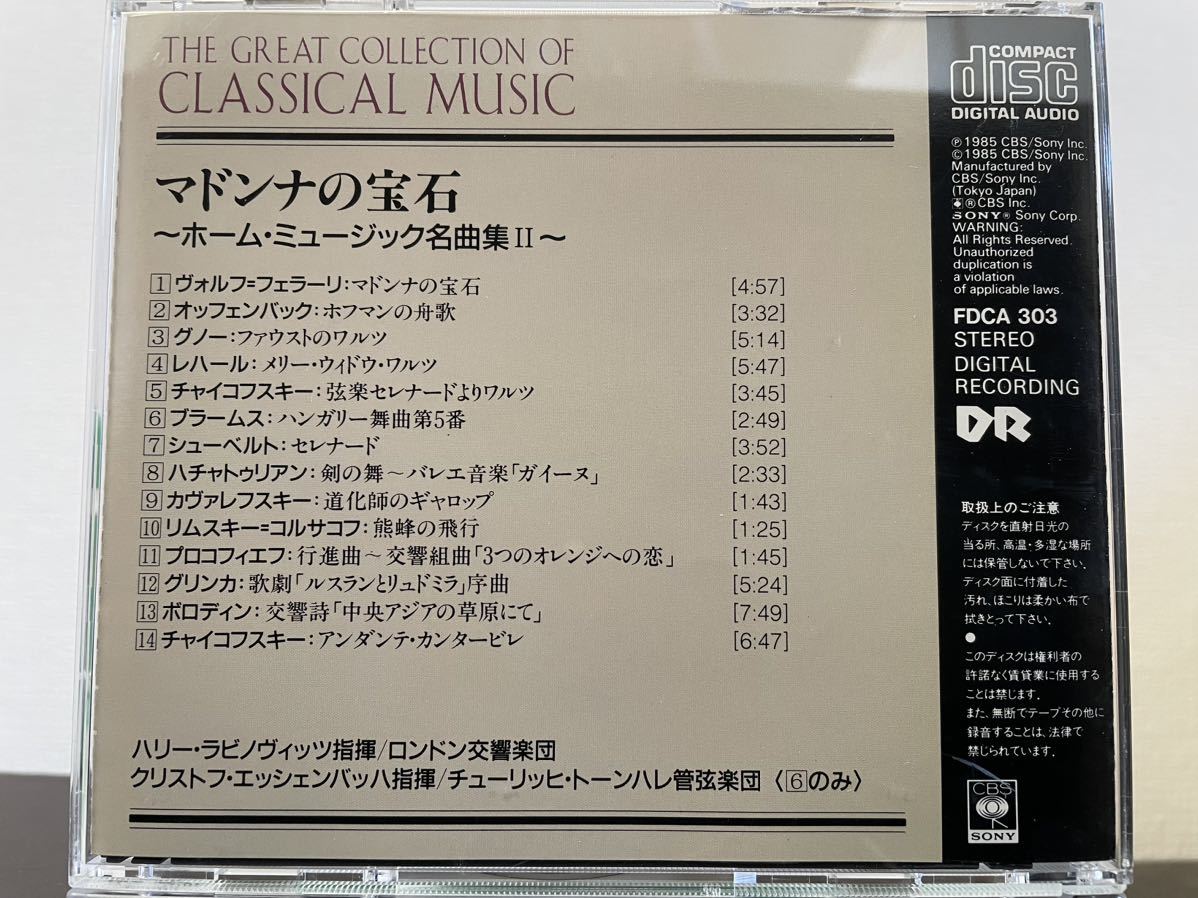 THE GREAT COLLECTION OF
CLASSICAL MUSIC
マドンナの宝石
〜ホーム・ミュージック名曲集II〜
1 ヴォルフ=フェラーリ:マドンナの宝石 [4:57]
2 オッフェンバック:ホフマンの舟歌 [3:32]
3 グノー:ファウストのワルツ [5:14]
4 レハール:メリー・ウィドウ・ワルツ [5:47]
5 チャイコフスキー:弦楽セレナードよりワルツ [3:45]
6 ブラームス:ハンガリー舞曲第5番 [2:49]
7 シューベルト:セレナード [3:52]
8 ハチャトゥリアン:剣の舞〜バレエ音楽「ガイーヌ」 [2:33]
9 カヴァレフスキー:道化師のギャロップ [1:43]
10 リムスキー=コルサコフ:熊蜂の飛行 [1:25]
11 プロコフィエフ:行進曲〜交響組曲「3つのオレンジへの恋」 [1:45]
12 グリンカ:歌劇「ルスランとリュドミラ」序曲 [5:24]
13 ボロディン:交響詩「中央アジアの草原にて」 [7:49]
14 チャイコフスキー:アンダンテ・カンタービレ [6:47]
ハリー・ラビノヴィッツ指揮/ロンドン交響楽団
クリストフ・エッシェンバッハ指揮/チューリッヒ・トーンハレ管弦楽団 〈6のみ〉
COMPACT
disc
DIGITAL AUDIO
Ⓟ1985 CBS/Sony Inc.
©1985 CBS/Sony Inc.
Manufactured by
CBS/Sony Inc.
(Tokyo Japan)
®CBS Inc.
SONY® Sony Corp.
WARNING:
All Rights Reserved.
Unauthorized
duplication is
a violation
of applicable laws.
FDCA 303
STEREO
DIGITAL
RECORDING
DR
取扱上のご注意
ディスクを直射日光の
当る所、高温・多湿な場所
には保管しないで下さい。
ディスク面に付着した
汚れ、ほこりは柔かい布で
拭きとって下さい。
●
このディスクは権利者の
許諾なく賃貸業に使用する
ことは禁じます。
また、無断でテープその他に
録音することは、法律で
禁じられています。
CBS
SONY